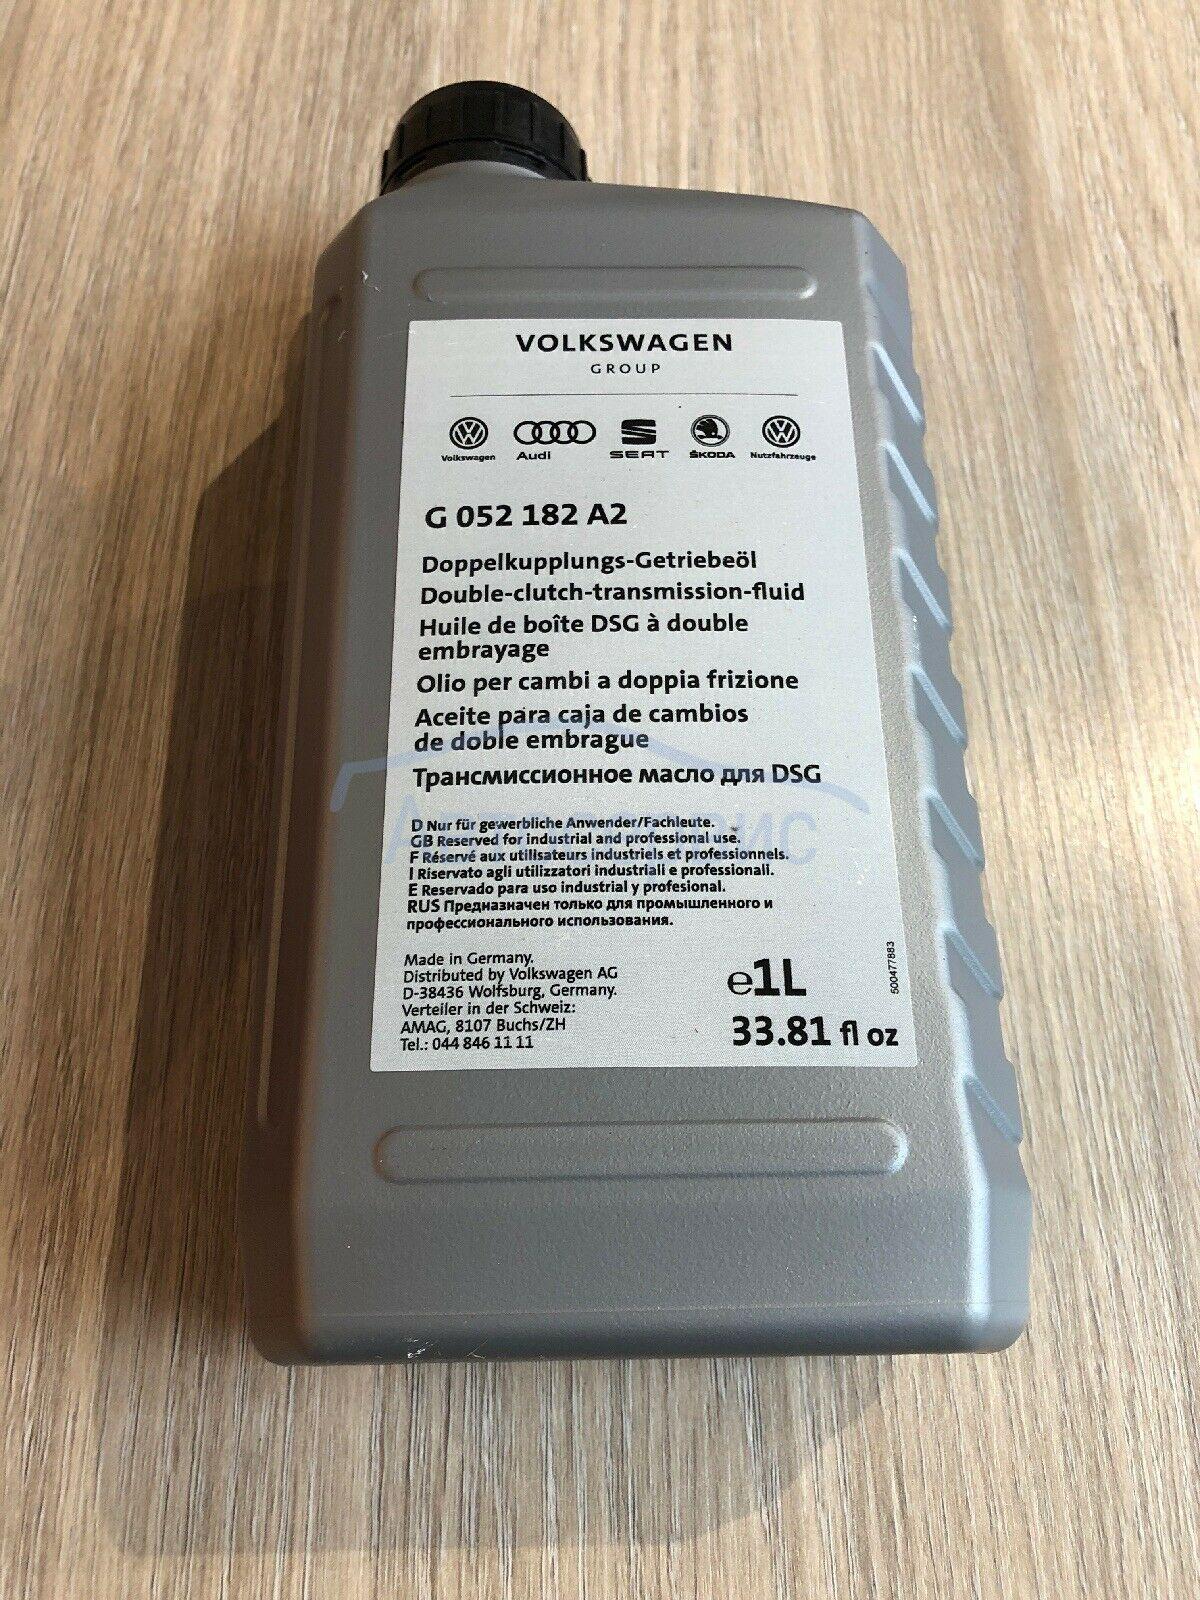 VOLKSWAGEN
GROUP
Volkswagen Audi SEAT ŠKODA Nutzfahrzeuge
G 052 182 A2
Doppelkupplungs-Getriebeöl
Double-clutch-transmission-fluid
Huile de boîte DSG à double
embrayage
Olio per cambi a doppia frizione
Aceite para caja de cambios
de doble embrague
Трансмиссионное масло для DSG
D Nur für gewerbliche Anwender/Fachleute.
GB Reserved for industrial and professional use.
F Réservé aux utilisateurs industriels et professionnels.
I Riservato agli utilizzatori industriali e professionali.
E Reservado para uso industrial y profesional.
RUS Предназначен только для промышленного и
профессионального использования.
Made in Germany.
Distributed by Volkswagen AG
D-38436 Wolfsburg, Germany.
Verteiler in der Schweiz:
AMAG, 8107 Buchs/ZH
Tel.: 044 846 11 11
e1L
33.81 fl oz
500477883